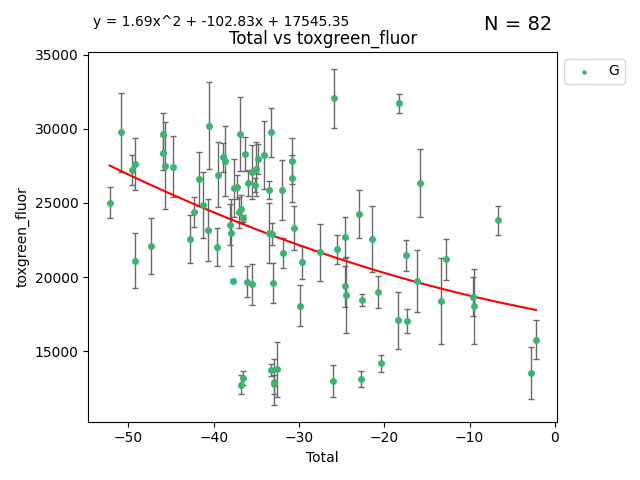 y = 1.69x^2 + -102.83x + 17545.35
N = 82
Total vs toxgreen_fluor
G
35000
30000
25000
20000
15000
toxgreen_fluor
−50
−40
−30
−20
−10
0
Total